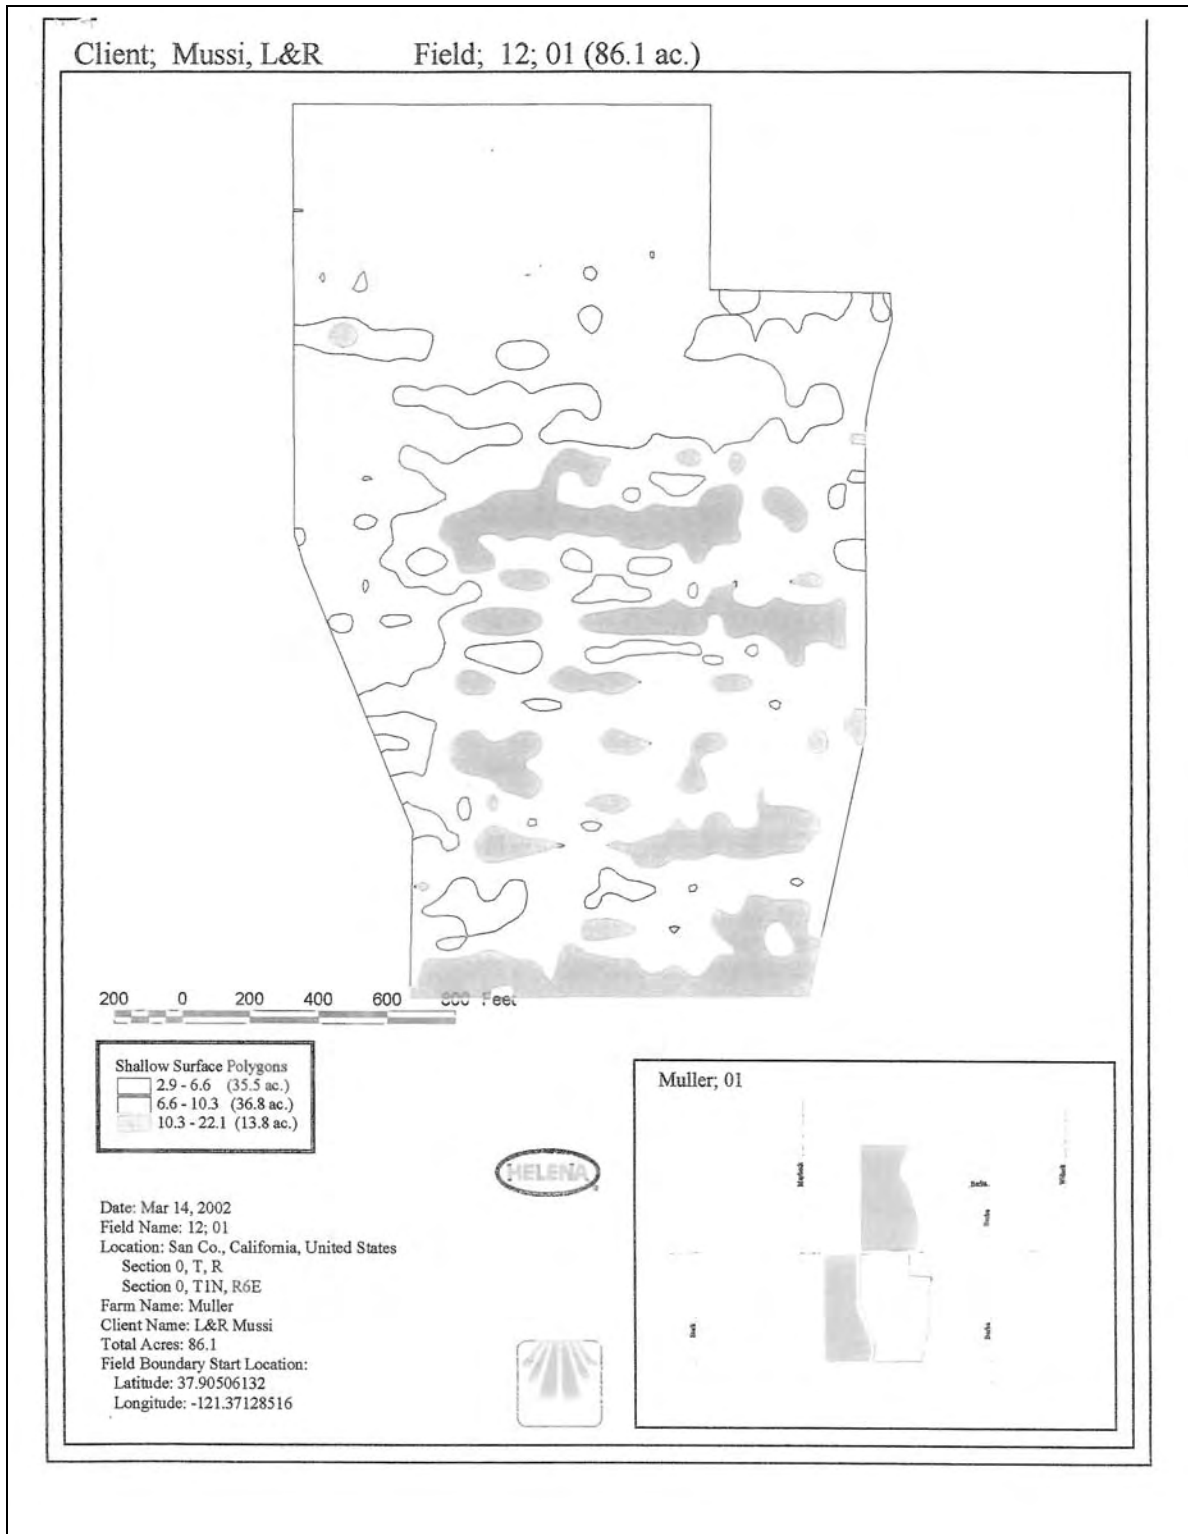 Client; Mussi, L&R Field; 12; 01 (86.1 ac.)
200 0 200 400 600 800 Feet
Shallow Surface Polygons
2.9 - 6.6 (35.5 ac.)
6.6 - 10.3 (36.8 ac.)
10.3 - 22.1 (13.8 ac.)
HELENA
Muller; 01
Date: Mar 14, 2002
Field Name: 12; 01
Location: San Co., California, United States
Section 0, T, R
Section 0, T1N, R6E
Farm Name: Muller
Client Name: L&R Mussi
Total Acres: 86.1
Field Boundary Start Location:
Latitude: 37.90506132
Longitude: -121.37128516